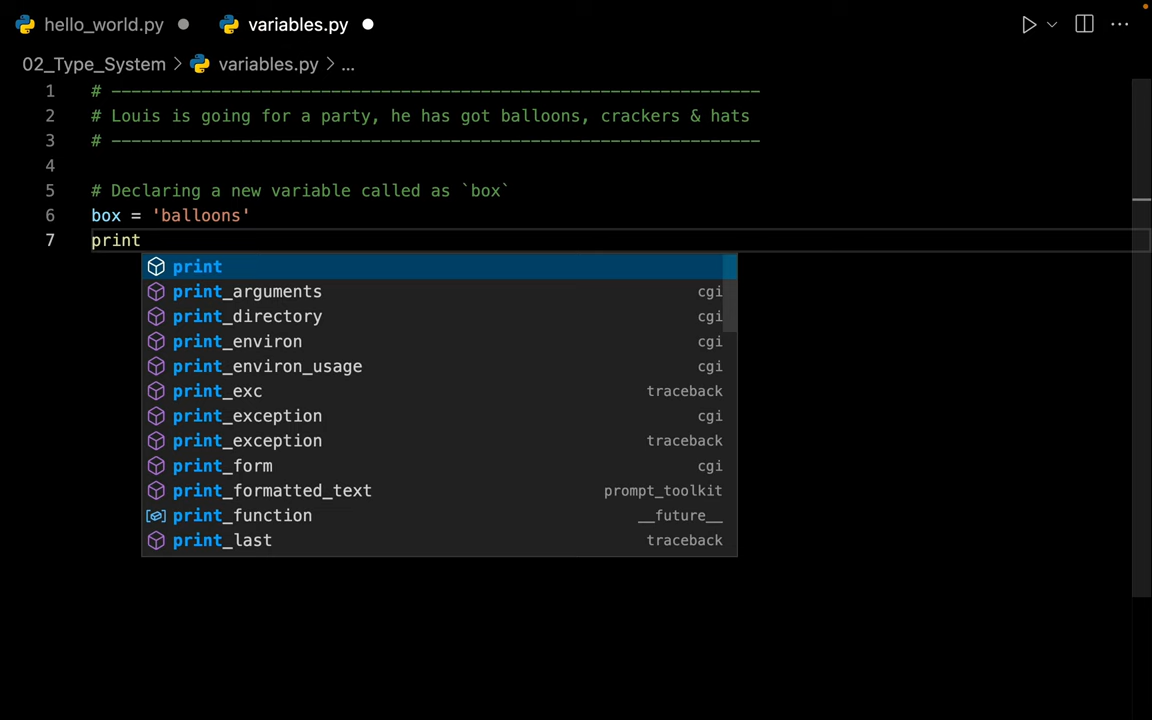 hello_world.py variables.py
02_Type_System > variables.py > ...
1 # -----------------------------------------------------------------
2 # Louis is going for a party, he has got balloons, crackers & hats
3 # -----------------------------------------------------------------
4
5 # Declaring a new variable called as `box`
6 box = 'balloons'
7 print
print
print_arguments cgi
print_directory cgi
print_environ cgi
print_environ_usage cgi
print_exc traceback
print_exception cgi
print_exception traceback
print_form cgi
print_formatted_text prompt_toolkit
print_function __future__
print_last traceback